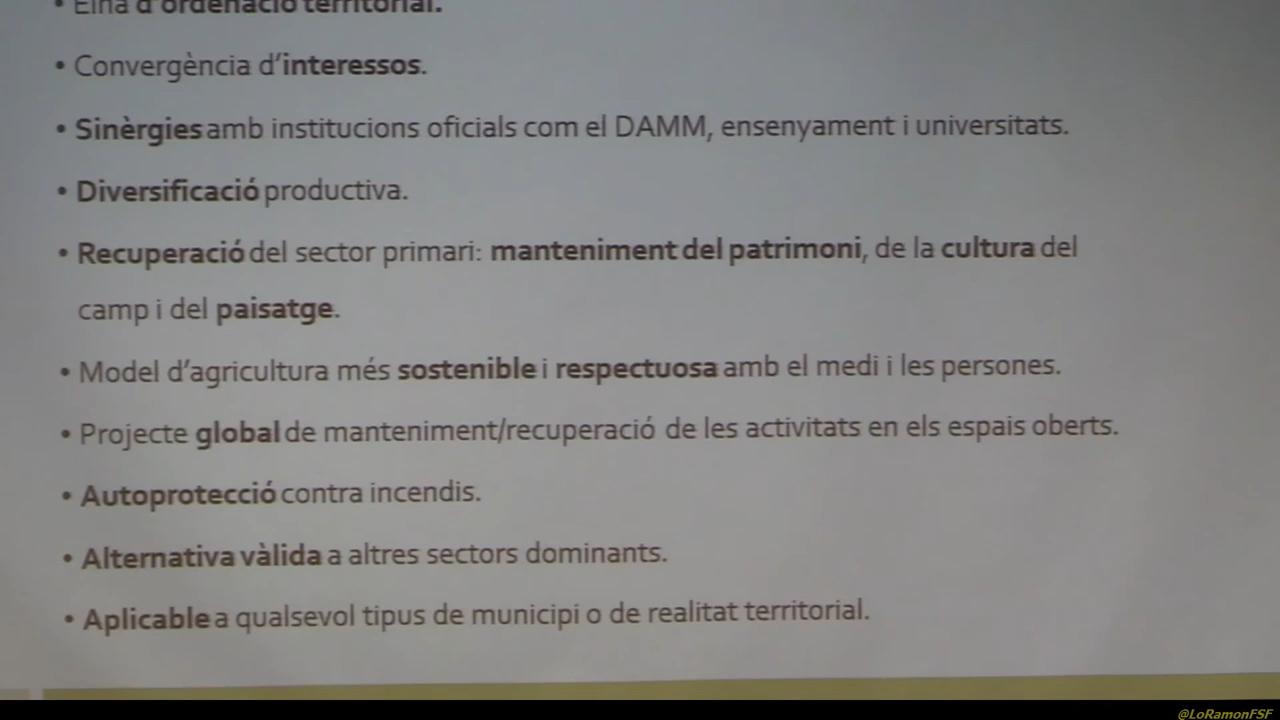 • Eina d'ordenació territorial.
• Convergència d'interessos.
• Sinèrgies amb institucions oficials com el DAMM, ensenyament i universitats.
• Diversificació productiva.
• Recuperació del sector primari: manteniment del patrimoni, de la cultura del
camp i del paisatge.
• Model d'agricultura més sostenible i respectuosa amb el medi i les persones.
• Projecte global de manteniment/recuperació de les activitats en els espais oberts.
• Autoprotecció contra incendis.
• Alternativa vàlida a altres sectors dominants.
• Aplicable a qualsevol tipus de municipi o de realitat territorial.
@LoRamonFSF